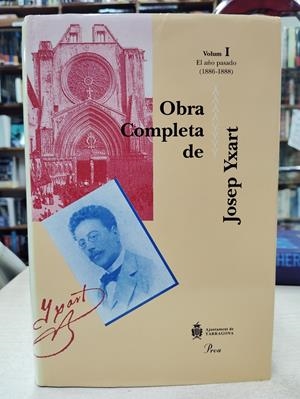 Volum I
El año pasado
(1886-1888)
Obra
Completa
de
Josep Yxart
Yxart
Ajuntament de
TARRAGONA
Proa